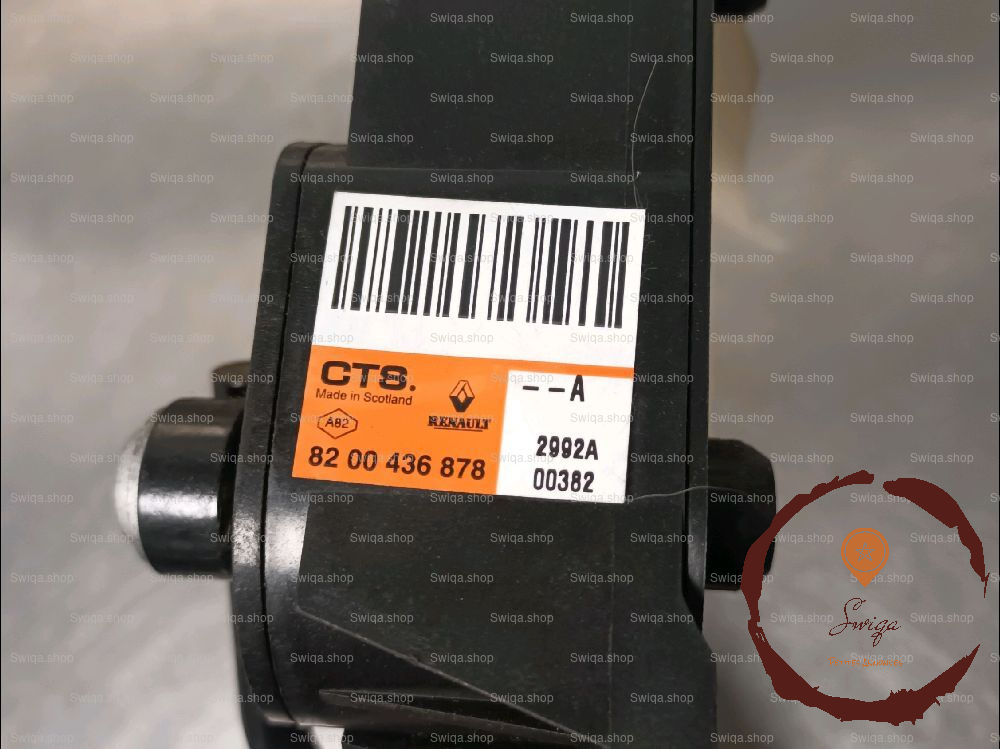 CTS.
Made in Scotland
A82
RENAULT
82 00 436 878
--A
2992A
00382
Swiqa.shop
Swiqa